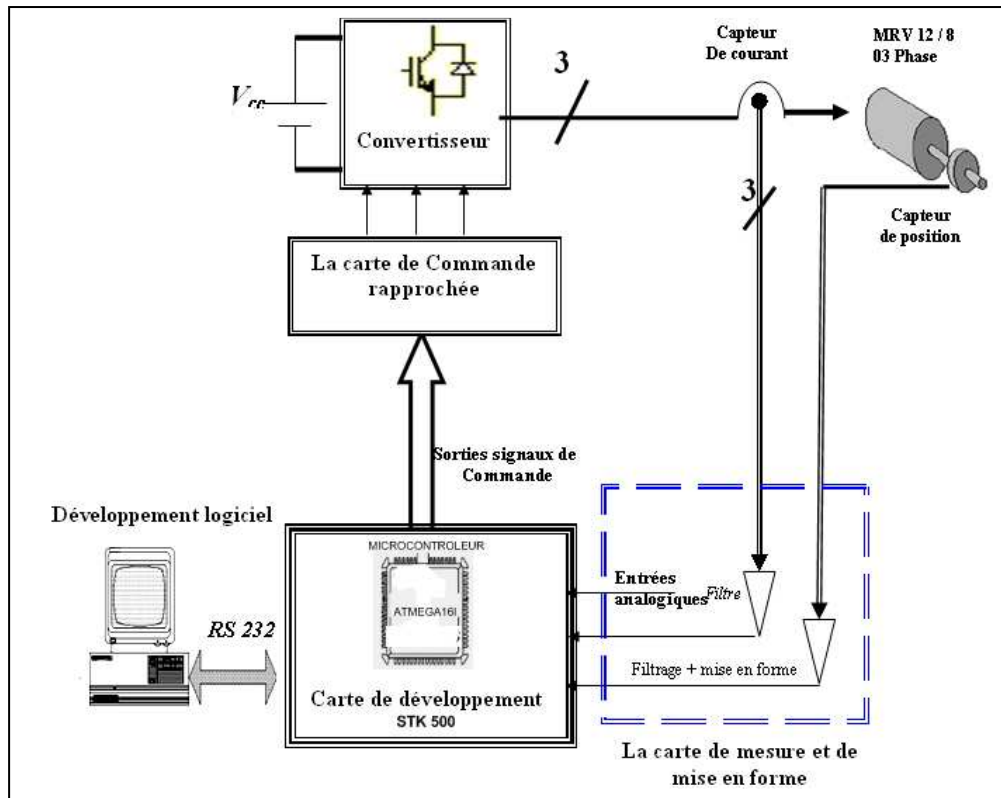 Capteur
De courant
MRV 12 / 8
03 Phase
3
Vcc
Convertisseur
3
Capteur
de position
La carte de Commande
rapprochée
Sorties signaux de
Commande
Développement logiciel
MICROCONTROLEUR
ATMEGA16l
Entrées
analogiques
Filtre
RS 232
Filtrage + mise en forme
Carte de développement
STK 500
La carte de mesure et de
mise en forme